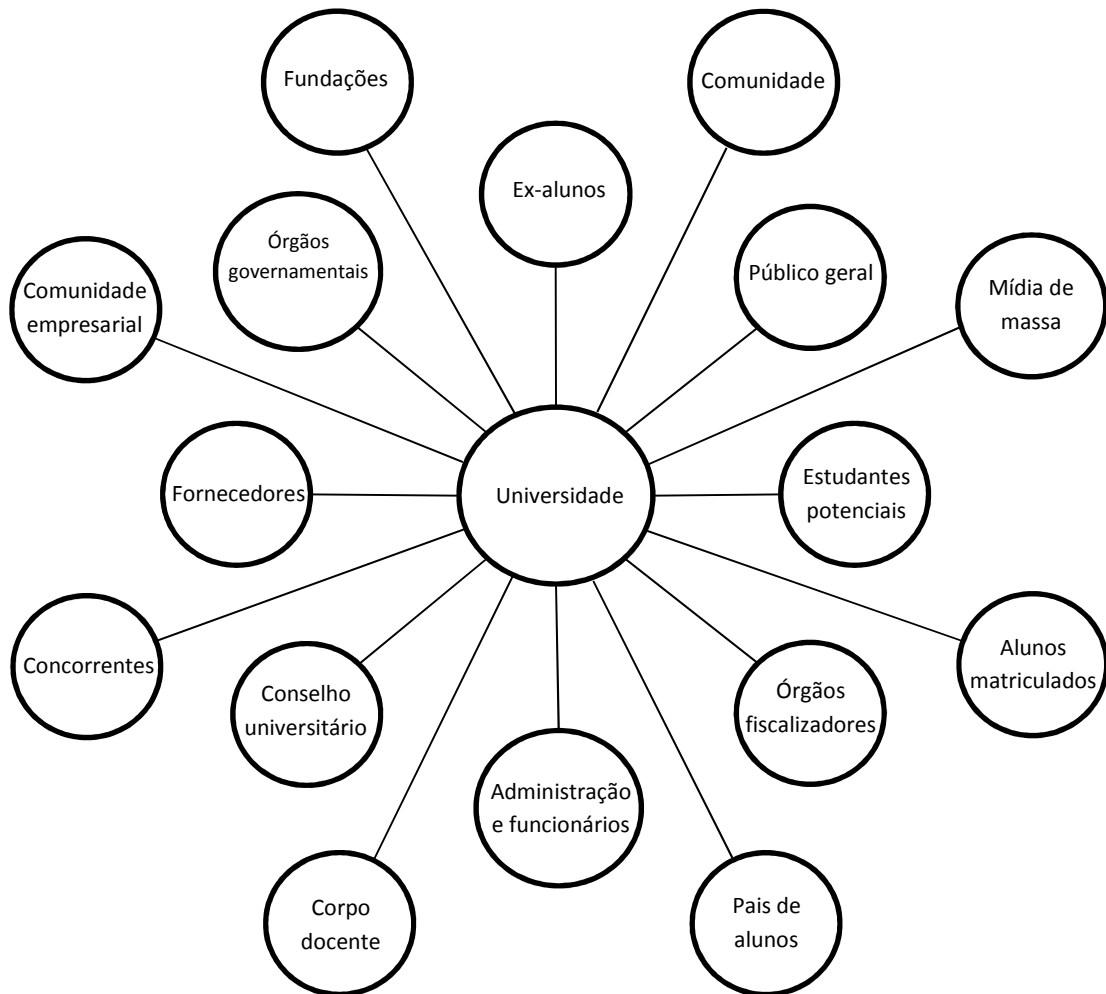 Fundações
Comunidade
Ex-alunos
Órgãos
governamentais
Público geral
Comunidade
empresarial
Mídia de
massa
Fornecedores
Universidade
Estudantes
potenciais
Concorrentes
Conselho
universitário
Órgãos
fiscalizadores
Alunos
matriculados
Administração
e funcionários
Corpo
docente
Pais de
alunos